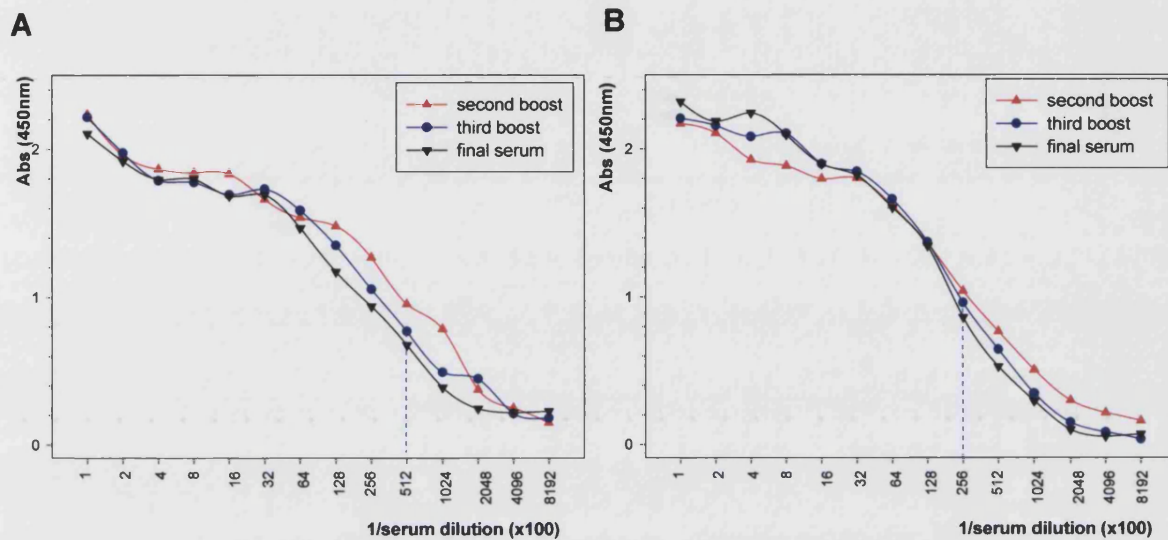 A
Abs (450nm)
2
1
0
second boost
third boost
final serum
1 2 4 8 16 32 64 128 256 512 1024 2048 4096 8192
1/serum dilution (x100)
B
Abs (450nm)
2
1
0
second boost
third boost
final serum
1 2 4 8 16 32 64 128 256 512 1024 2048 4096 8192
1/serum dilution (x100)